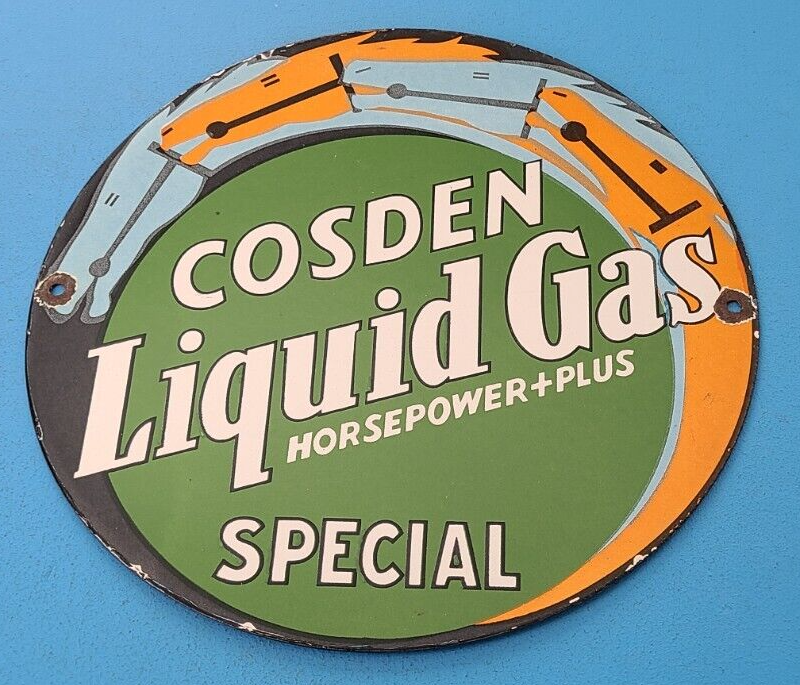 COSDEN
Liquid Gas
HORSEPOWER+PLUS
SPECIAL